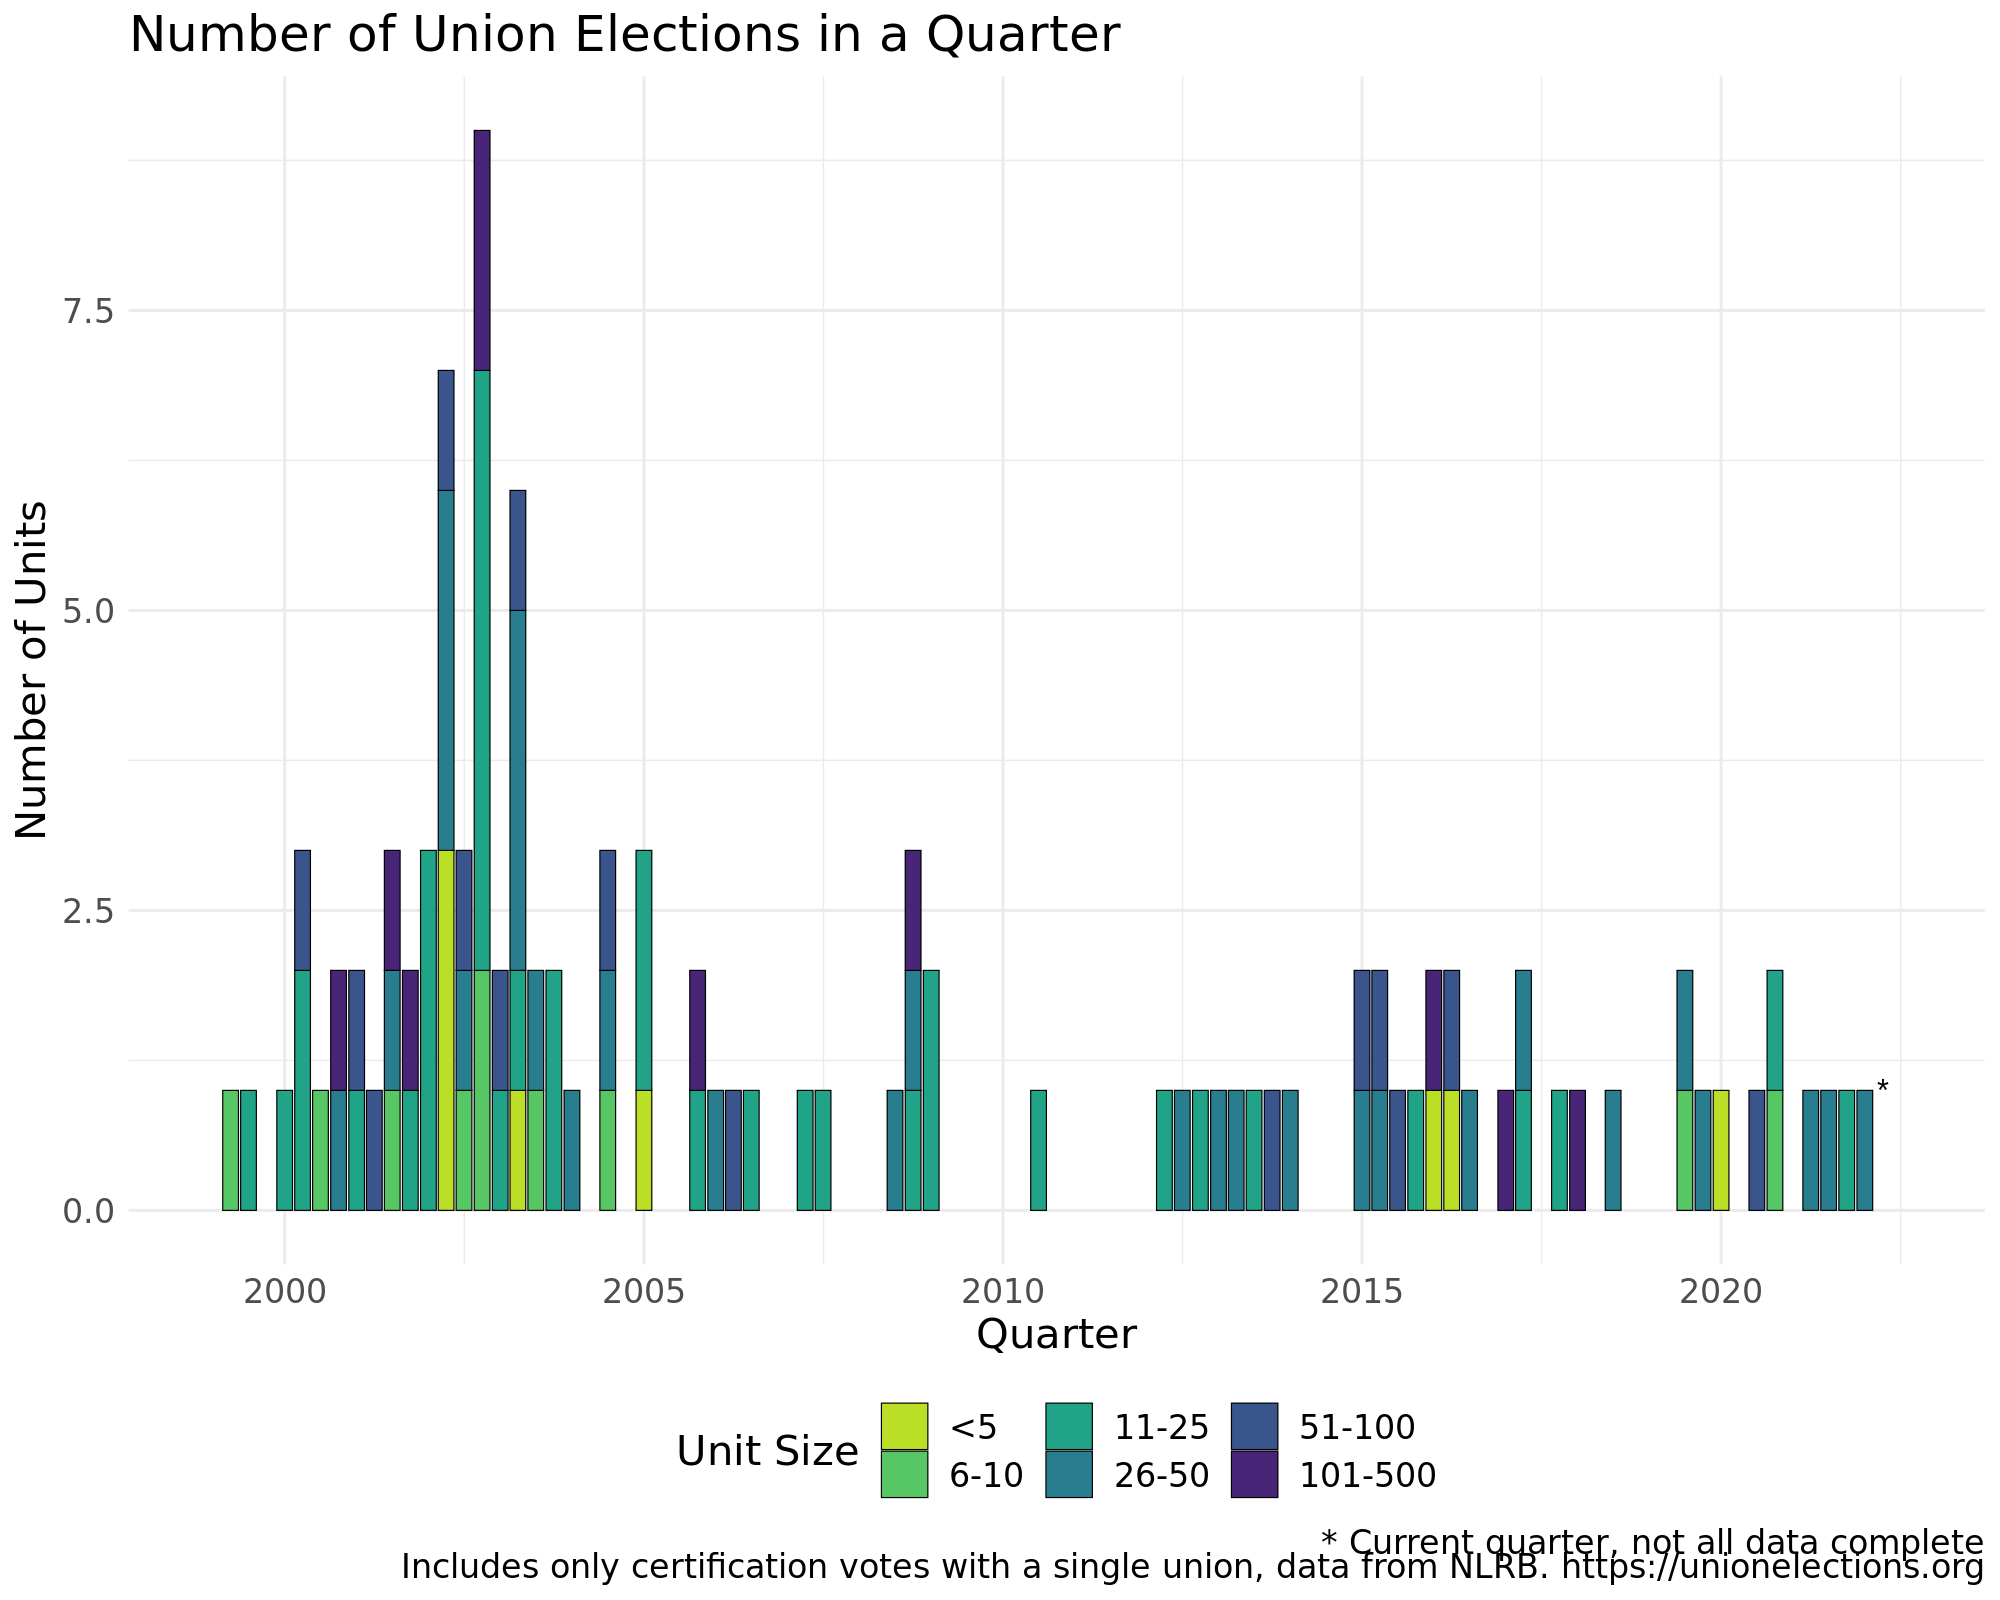 Number of Union Elections in a Quarter
Number of Units
7.5
5.0
2.5
0.0
*
2000 2005 2010 2015 2020
Quarter
Unit Size
<5 11-25 51-100
6-10 26-50 101-500
* Current quarter, not all data complete
Includes only certification votes with a single union, data from NLRB. https://unionelections.org